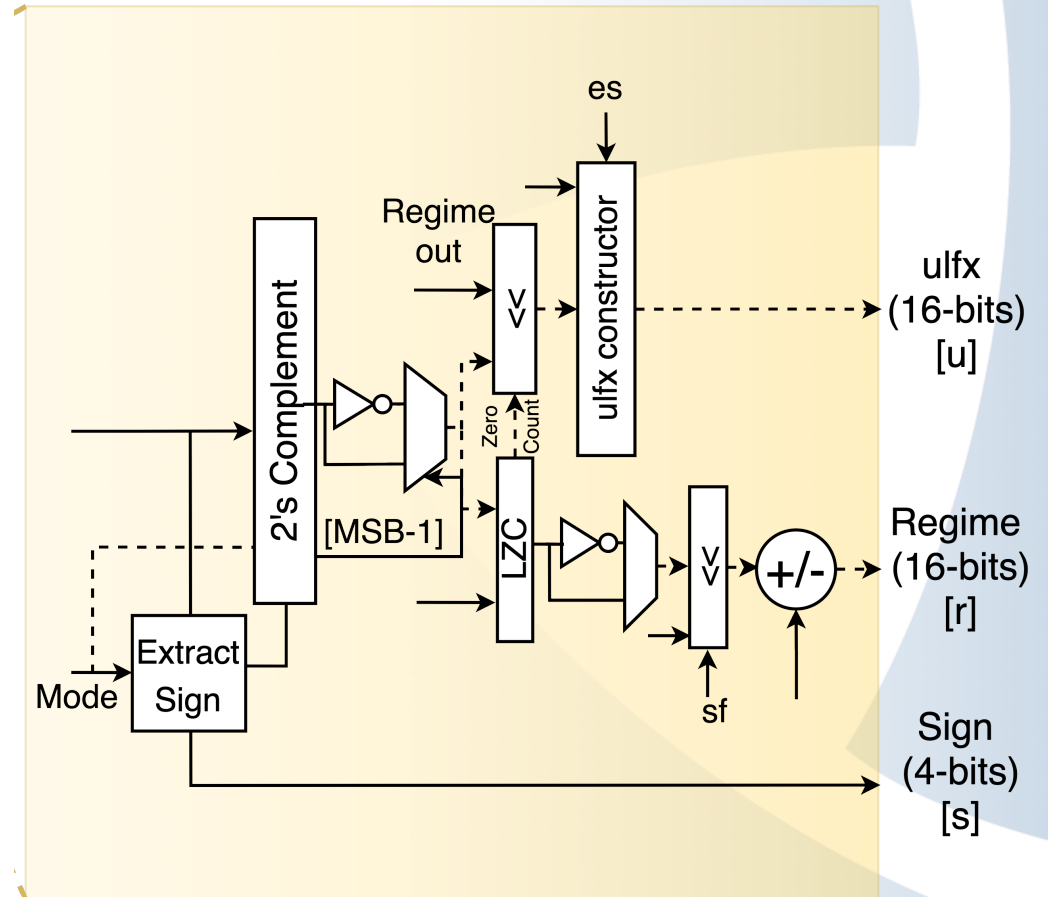 es
Regime
out
<<
ulfx constructor
ulfx
(16-bits)
[u]
2's Complement
Zero
Count
[MSB-1]
LZC
<<
+/-
Regime
(16-bits)
[r]
Extract
Sign
Mode
sf
Sign
(4-bits)
[s]